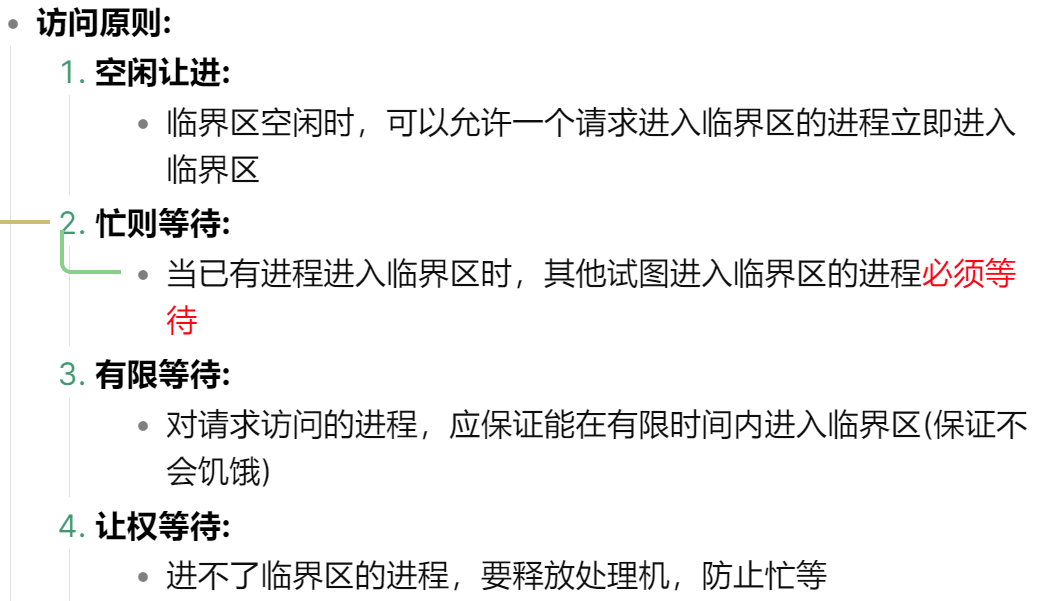 访问原则:
1. 空闲让进:
临界区空闲时，可以允许一个请求进入临界区的进程立即进入
临界区
2. 忙则等待:
当已有进程进入临界区时，其他试图进入临界区的进程必须等
待
3. 有限等待:
对请求访问的进程，应保证能在有限时间内进入临界区(保证不
会饥饿)
4. 让权等待:
进不了临界区的进程，要释放处理机，防止忙等